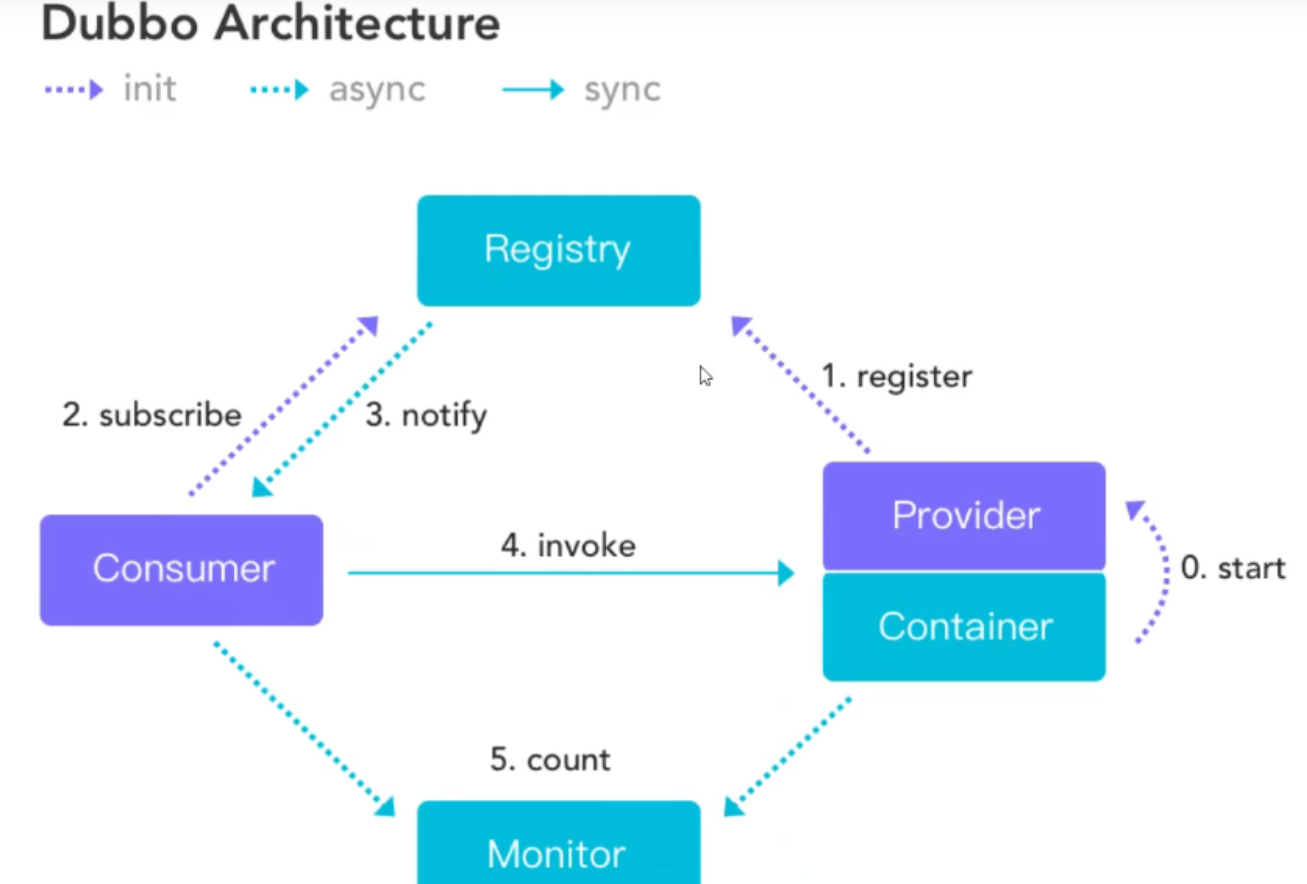 Dubbo Architecture
init async sync
Registry
1. register
2. subscribe 3. notify
Provider
4. invoke
Consumer
0. start
Container
5. count
Monitor